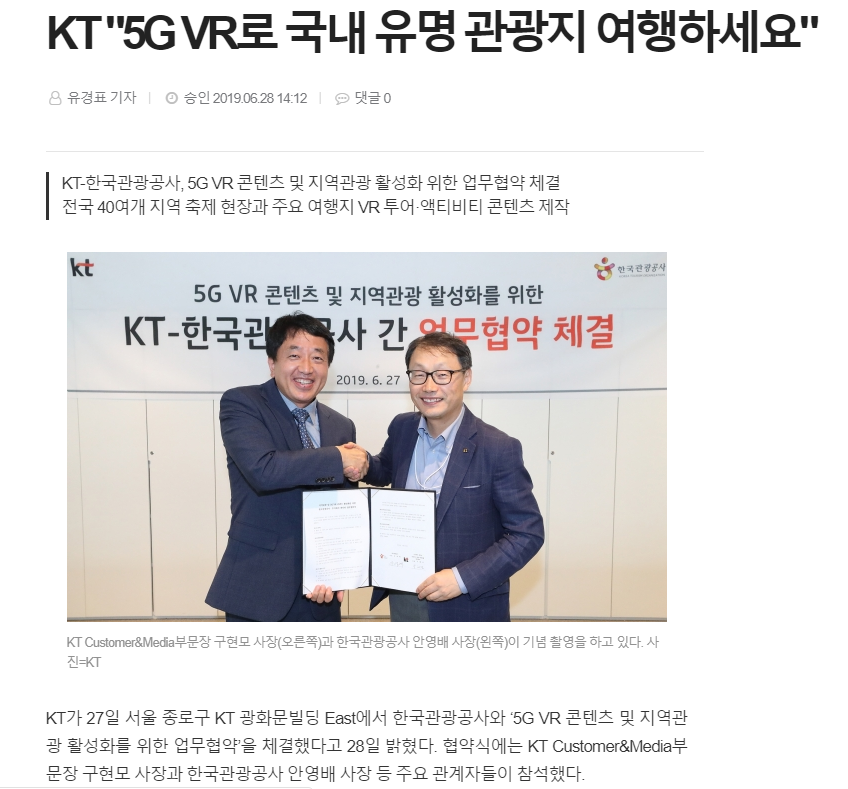 KT "5G VR로 국내 유명 관광지 여행하세요"
유경표 기자 | 승인 2019.06.28 14:12 | 댓글 0
KT-한국관광공사, 5G VR 콘텐츠 및 지역관광 활성화 위한 업무협약 체결
전국 40여개 지역 축제 현장과 주요 여행지 VR 투어·액티비티 콘텐츠 제작
kt 한국관광공사
5G VR 콘텐츠 및 지역관광 활성화를 위한
KT-한국관 공사 간 업무협약 체결
2019. 6. 27
KT Customer&Media부문장 구현모 사장(오른쪽)과 한국관광공사 안영배 사장(왼쪽)이 기념 촬영을 하고 있다. 사
진=KT
KT가 27일 서울 종로구 KT 광화문빌딩 East에서 한국관광공사와 ‘5G VR 콘텐츠 및 지역관
광 활성화를 위한 업무협약’을 체결했다고 28일 밝혔다. 협약식에는 KT Customer&Media부
문장 구현모 사장과 한국관광공사 안영배 사장 등 주요 관계자들이 참석했다.